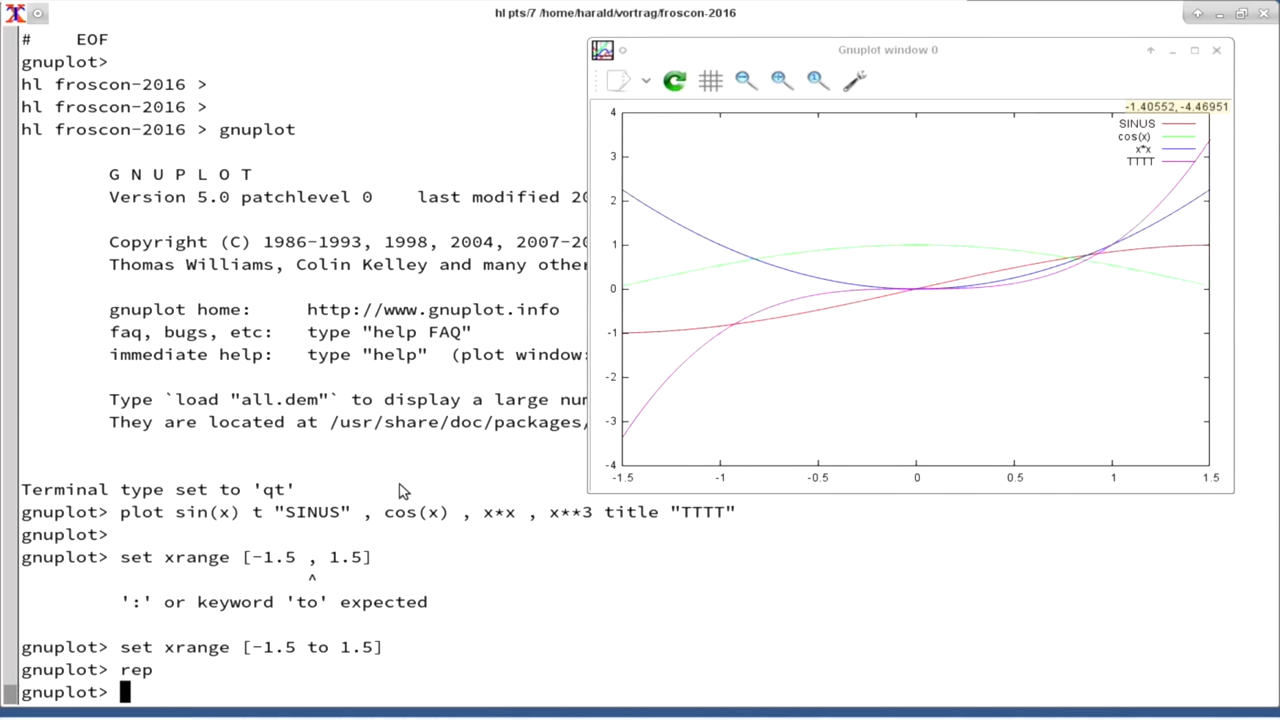 hl pts/7 /home/harald/vortrag/froscon-2016
# EOF
gnuplot>
hl froscon-2016 >
hl froscon-2016 >
hl froscon-2016 > gnuplot
G N U P L O T
Version 5.0 patchlevel 0 last modified 20
Copyright (C) 1986-1993, 1998, 2004, 2007-20
Thomas Williams, Colin Kelley and many other
gnuplot home: http://www.gnuplot.info
faq, bugs, etc: type "help FAQ"
immediate help: type "help" (plot window:
Type `load "all.dem"` to display a large num
They are located at /usr/share/doc/packages/
Terminal type set to 'qt'
gnuplot> plot sin(x) t "SINUS" , cos(x) , x*x , x**3 title "TTTT"
gnuplot>
gnuplot> set xrange [-1.5 , 1.5]
^
':' or keyword 'to' expected
gnuplot> set xrange [-1.5 to 1.5]
gnuplot> rep
gnuplot>
Gnuplot window 0
-1.40552, -4.46951
SINUS
cos(x)
x*x
TTTT
4
3
2
1
0
-1
-2
-3
-4
-1.5 -1 -0.5 0 0.5 1 1.5